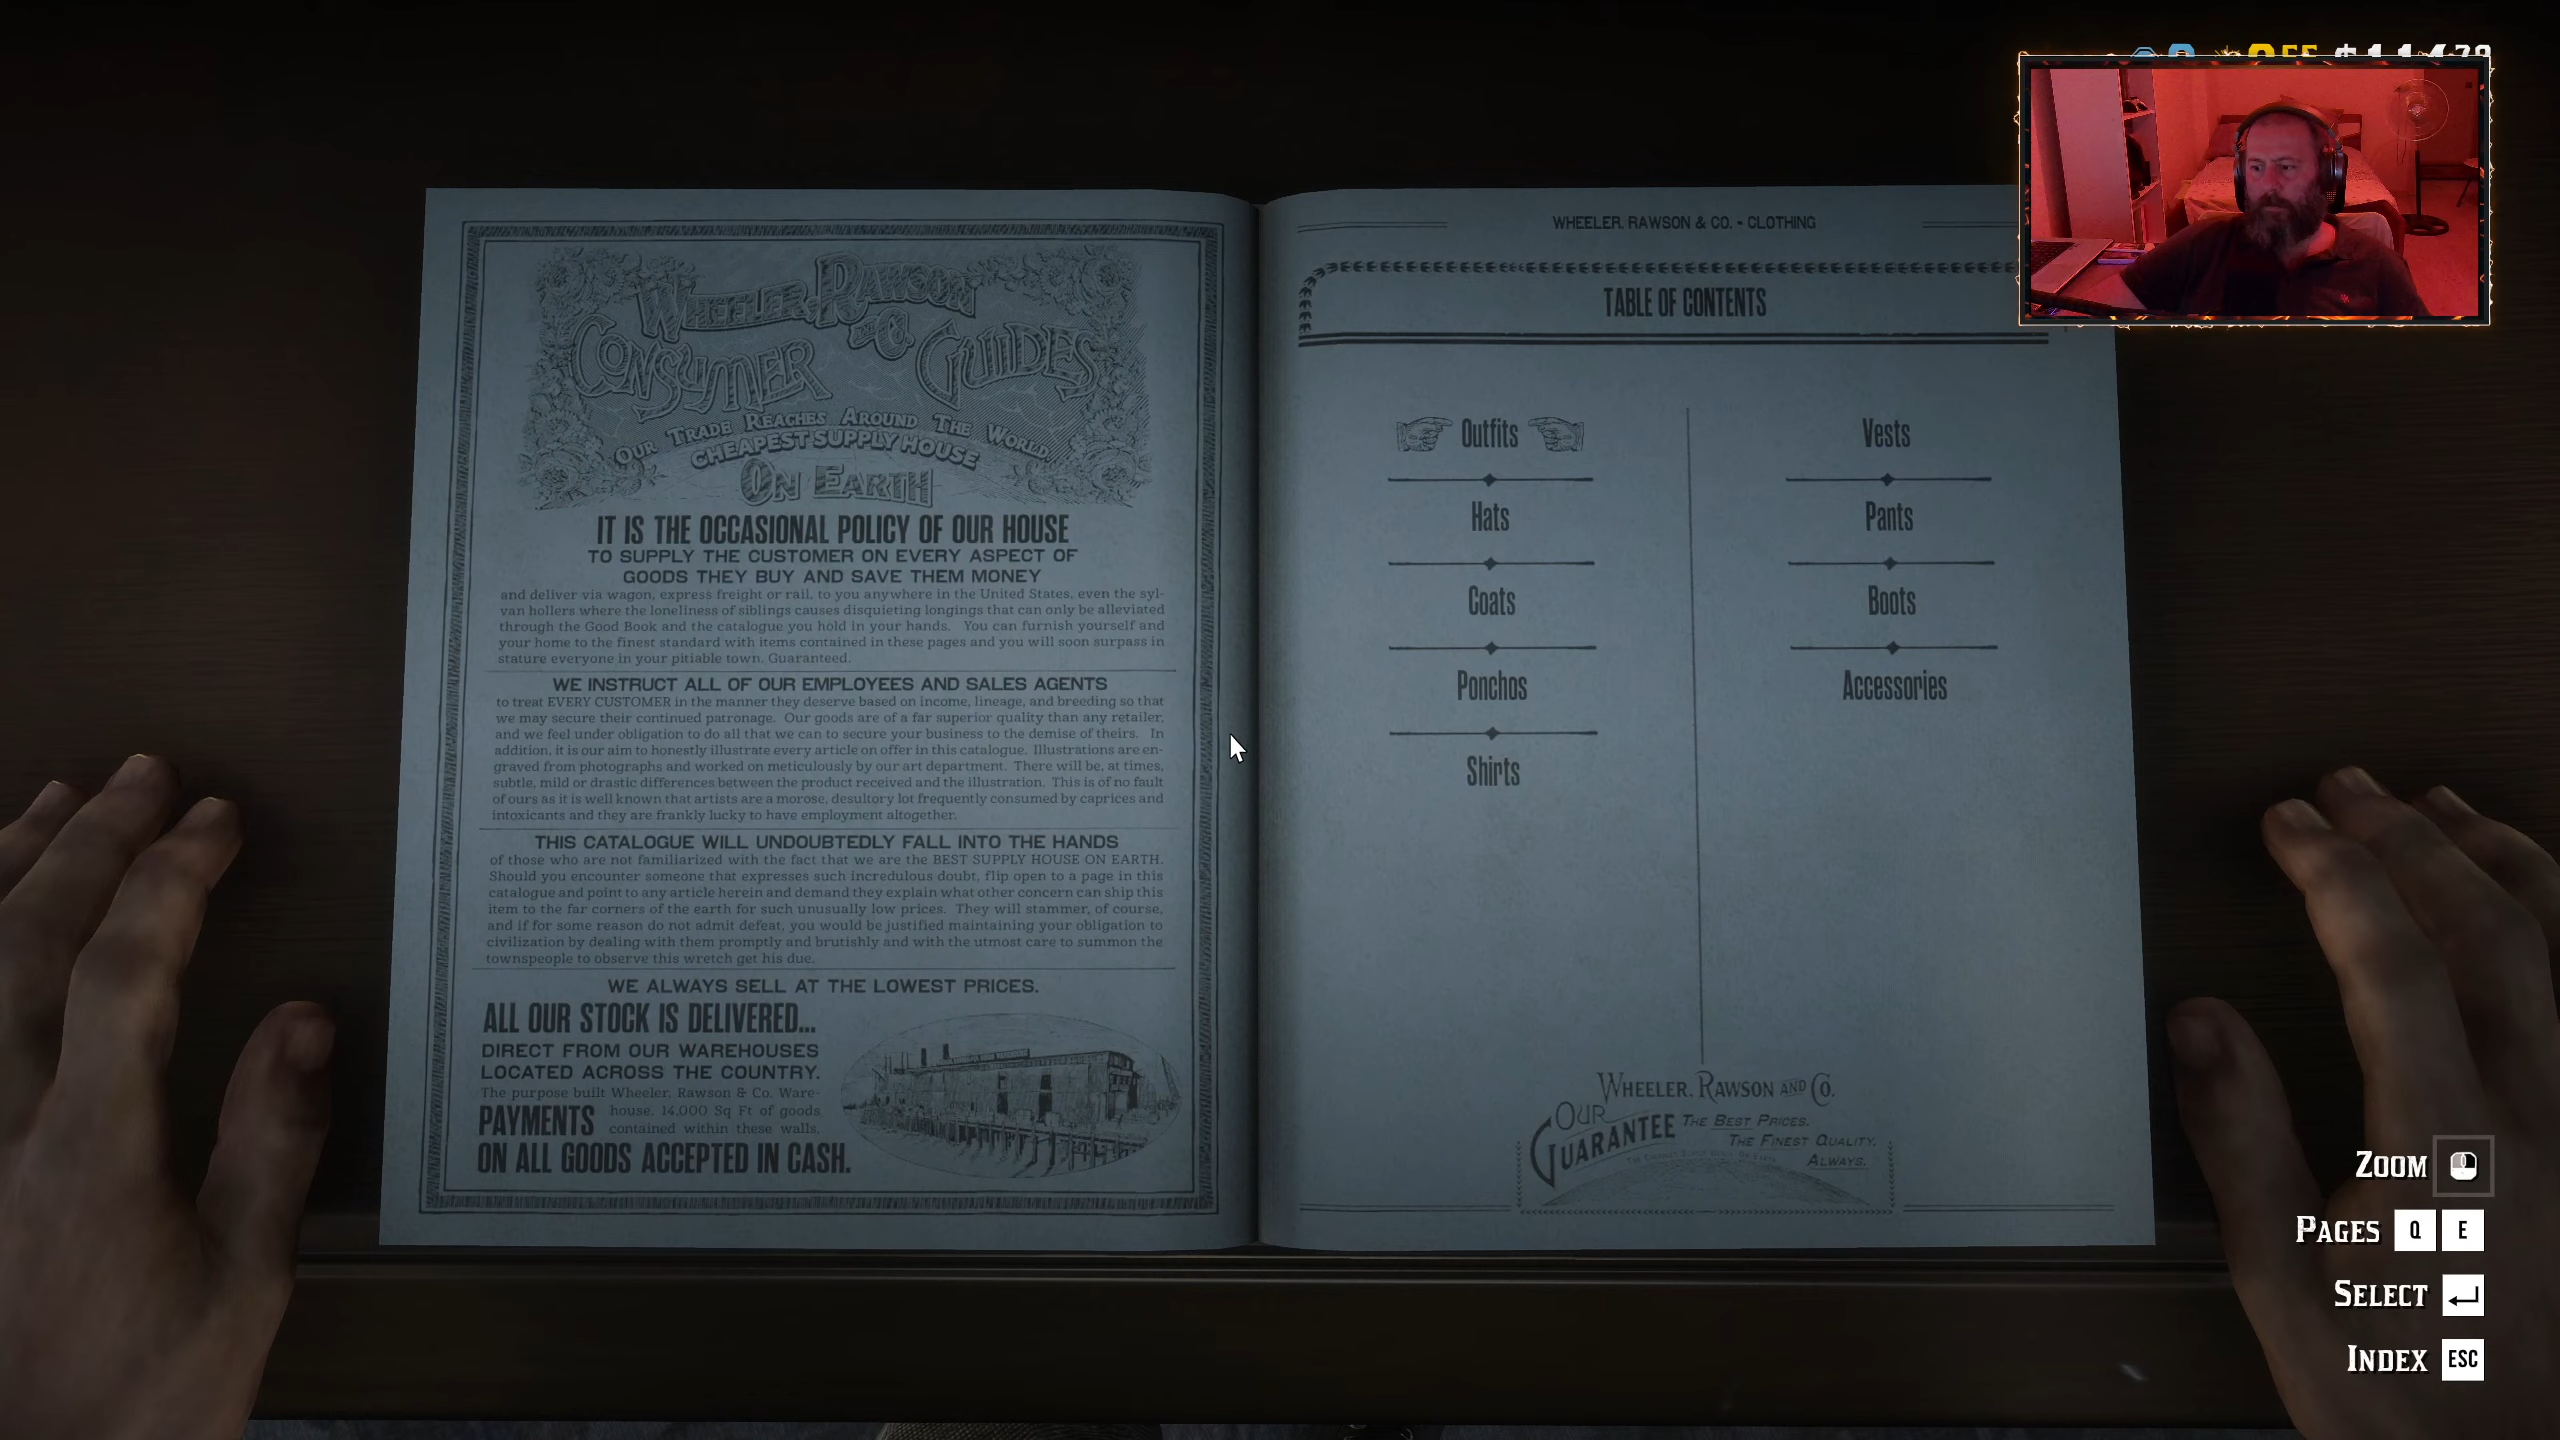 WHEELER, RAWSON
AND CO.
CONSUMER GUIDES
OUR TRADE REACHES AROUND THE WORLD.
CHEAPEST SUPPLY HOUSE
ON EARTH
IT IS THE OCCASIONAL POLICY OF OUR HOUSE
TO SUPPLY THE CUSTOMER ON EVERY ASPECT OF
GOODS THEY BUY AND SAVE THEM MONEY
and deliver via wagon, express freight or rail, to you anywhere in the United States, even the syl-
van hollers where the loneliness of siblings causes disquieting longings that can only be alleviated
through the Good Book and the catalogue you hold in your hands. You can furnish yourself and
your home to the finest standard with items contained in these pages and you will soon surpass in
stature everyone in your pitiable town. Guaranteed.
WE INSTRUCT ALL OF OUR EMPLOYEES AND SALES AGENTS
to treat EVERY CUSTOMER in the manner they deserve based on income, lineage, and breeding so that
we may secure their continued patronage. Our goods are of a far superior quality than any retailer,
and we feel under obligation to do all that we can to secure your business to the demise of theirs. In
addition, it is our aim to honestly illustrate every article on offer in this catalogue. Illustrations are en-
graved from photographs and worked on meticulously by our art department. There will be, at times,
subtle, mild or drastic differences between the product received and the illustration. This is of no fault
of ours as it is well known that artists are a morose, desultory lot frequently consumed by caprices and
intoxicants and they are frankly lucky to have employment altogether.
THIS CATALOGUE WILL UNDOUBTEDLY FALL INTO THE HANDS
of those who are not familiarized with the fact that we are the BEST SUPPLY HOUSE ON EARTH.
Should you encounter someone that expresses such incredulous doubt, flip open to a page in this
catalogue and point to any article herein and demand they explain what other concern can ship this
item to the far corners of the earth for such unusually low prices. They will stammer, of course,
and if for some reason do not admit defeat, you would be justified maintaining your obligation to
civilization by dealing with them promptly and brutishly and with the utmost care to summon the
townspeople to observe this wretch get his due.
WE ALWAYS SELL AT THE LOWEST PRICES.
ALL OUR STOCK IS DELIVERED...
DIRECT FROM OUR WAREHOUSES
LOCATED ACROSS THE COUNTRY.
The purpose built Wheeler, Rawson & Co. Ware-
house. 14,000 Sq Ft of goods
contained within these walls.
PAYMENTS
ON ALL GOODS ACCEPTED IN CASH.
WHEELER, RAWSON & CO. - CLOTHING
TABLE OF CONTENTS
Outfits
Hats
Coats
Ponchos
Shirts
Vests
Pants
Boots
Accessories
WHEELER, RAWSON AND CO.
OUR
GUARANTEE
THE BEST PRICES.
THE FINEST QUALITY.
ALWAYS.
ZOOM
PAGES Q E
SELECT
INDEX ESC